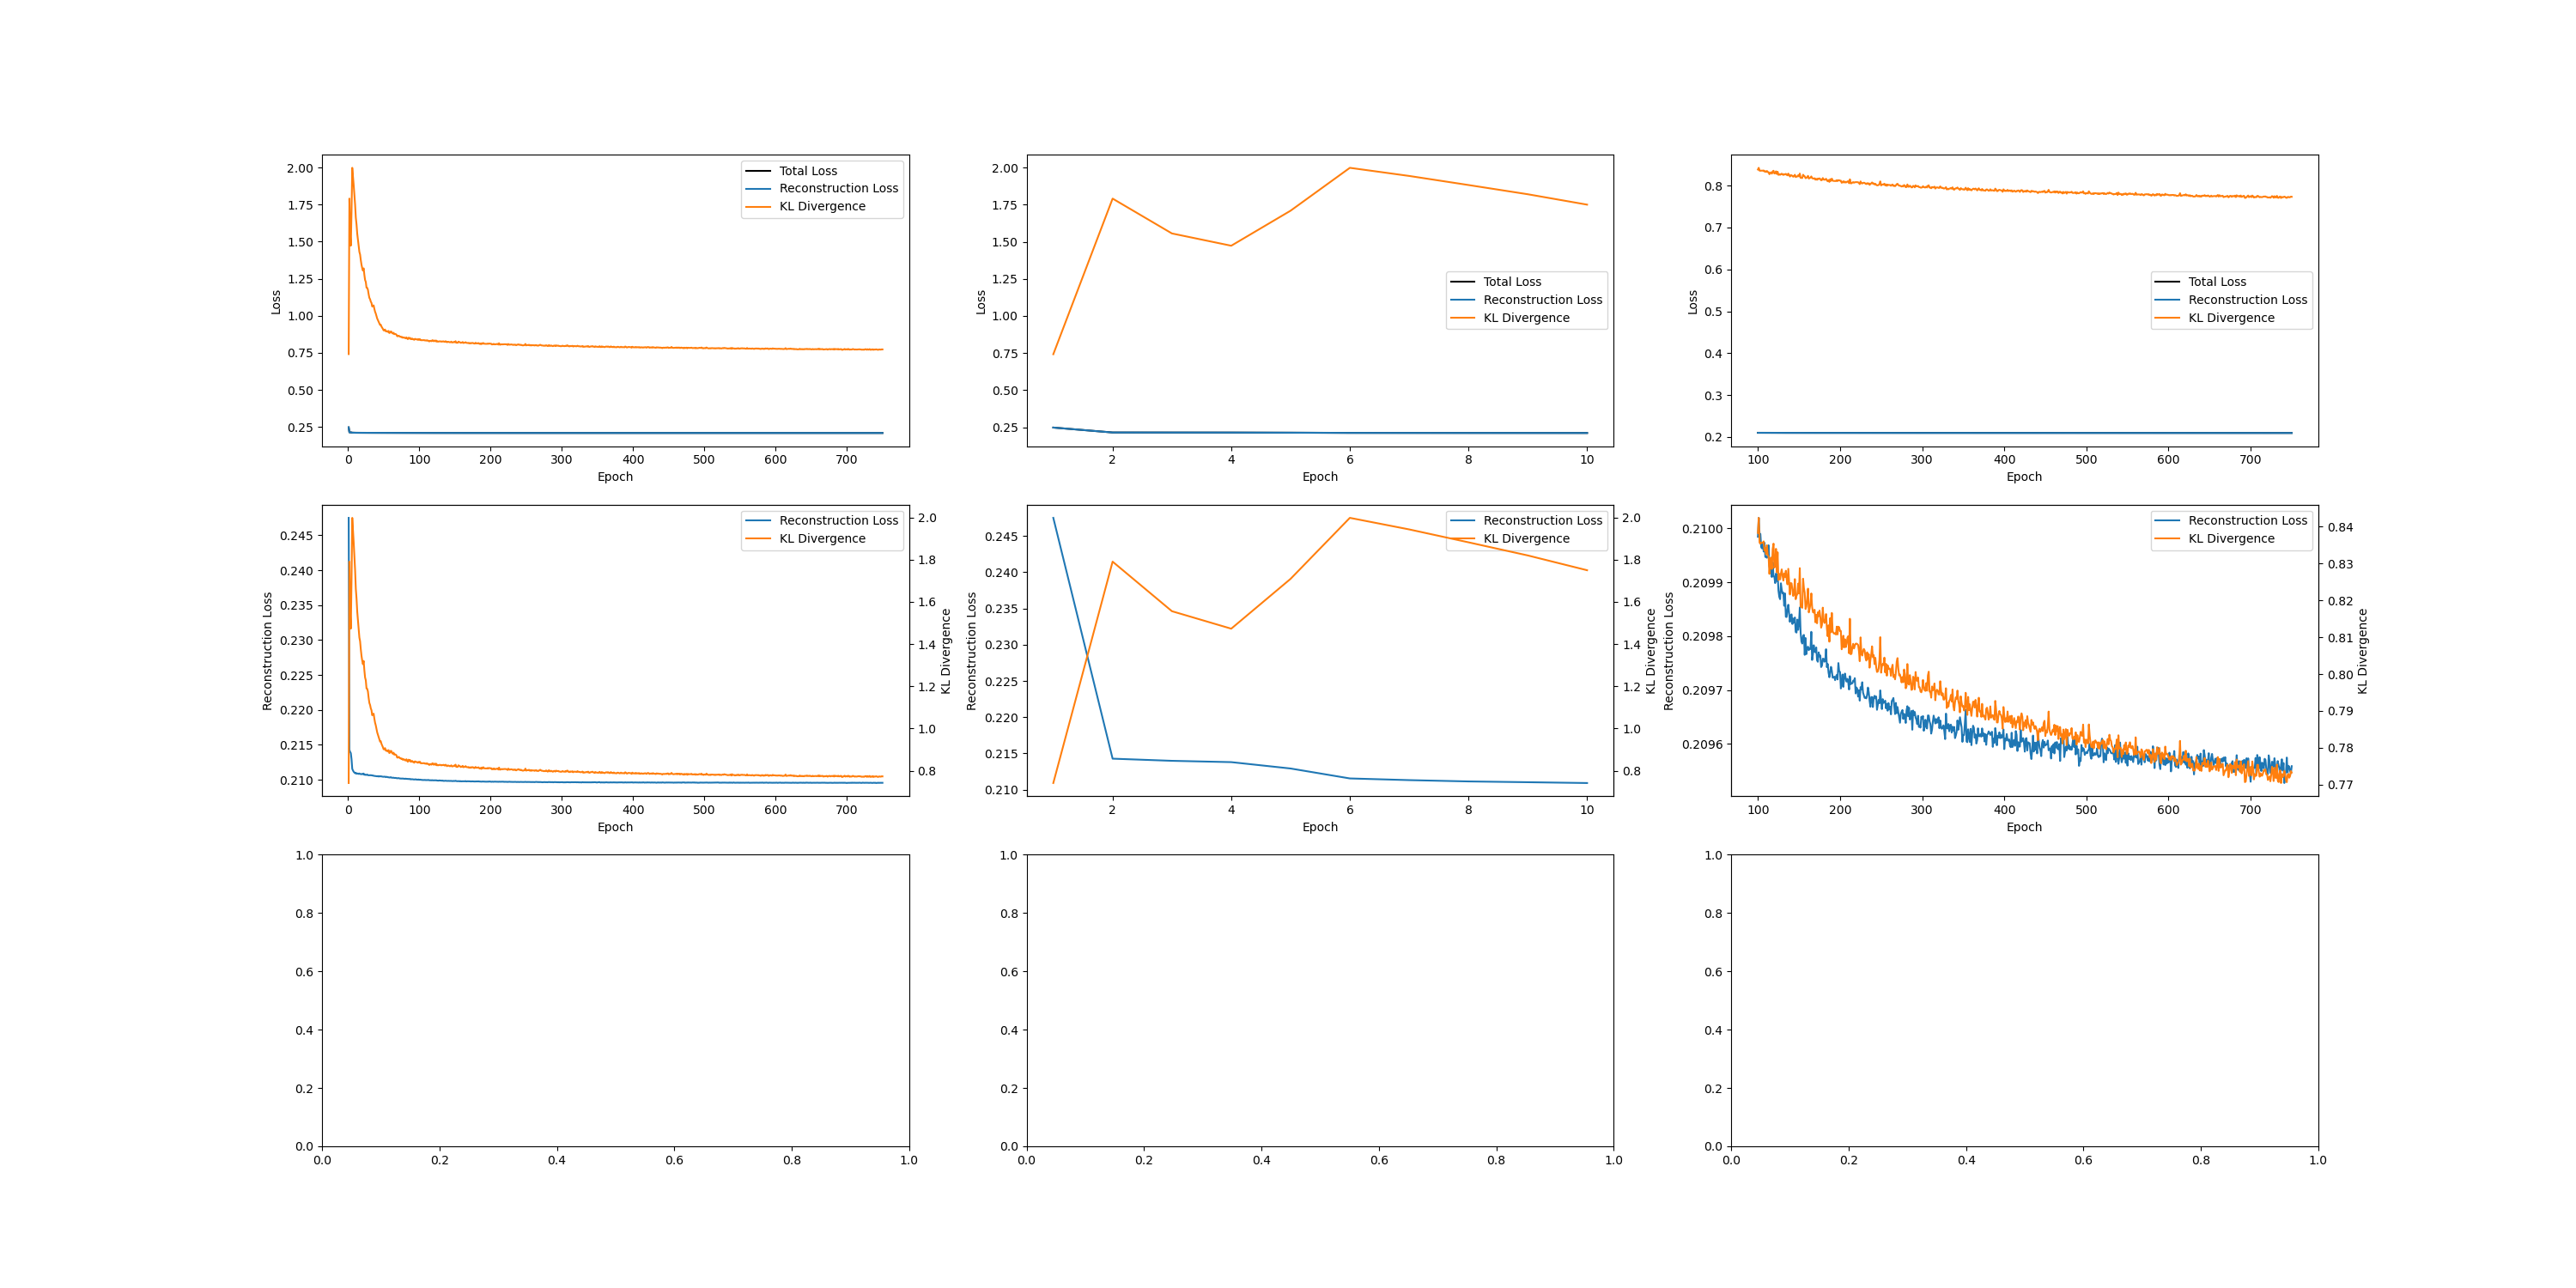 2.00
1.75
1.50
1.25
1.00
0.75
0.50
0.25
Loss
0 100 200 300 400 500 600 700
Epoch
Total Loss
Reconstruction Loss
KL Divergence
2.00
1.75
1.50
1.25
1.00
0.75
0.50
0.25
Loss
2 4 6 8 10
Epoch
Total Loss
Reconstruction Loss
KL Divergence
0.8
0.7
0.6
0.5
0.4
0.3
0.2
Loss
100 200 300 400 500 600 700
Epoch
Total Loss
Reconstruction Loss
KL Divergence
0.245
0.240
0.235
0.230
0.225
0.220
0.215
0.210
Reconstruction Loss
0 100 200 300 400 500 600 700
Epoch
Reconstruction Loss
KL Divergence
2.0
1.8
1.6
1.4
1.2
1.0
0.8
KL Divergence
0.245
0.240
0.235
0.230
0.225
0.220
0.215
0.210
Reconstruction Loss
2 4 6 8 10
Epoch
Reconstruction Loss
KL Divergence
2.0
1.8
1.6
1.4
1.2
1.0
0.8
KL Divergence
0.2100
0.2099
0.2098
0.2097
0.2096
Reconstruction Loss
100 200 300 400 500 600 700
Epoch
Reconstruction Loss
KL Divergence
0.84
0.83
0.82
0.81
0.80
0.79
0.78
0.77
KL Divergence
1.0
0.8
0.6
0.4
0.2
0.0
0.0 0.2 0.4 0.6 0.8 1.0
1.0
0.8
0.6
0.4
0.2
0.0
0.0 0.2 0.4 0.6 0.8 1.0
1.0
0.8
0.6
0.4
0.2
0.0
0.0 0.2 0.4 0.6 0.8 1.0